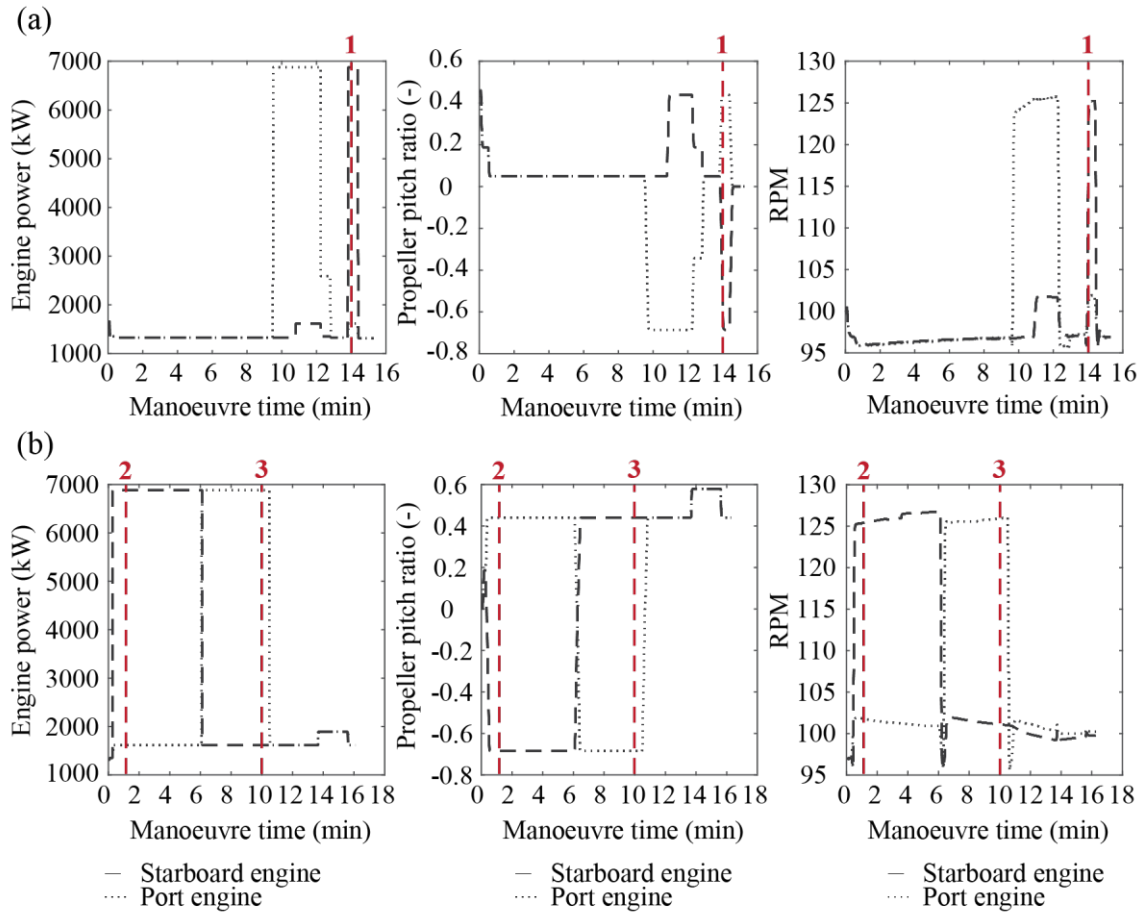 (a)
1
7000
6000
5000
4000
3000
2000
1000
Engine power (kW)
0 2 4 6 8 10 12 14 16
Manoeuvre time (min)
1
0.6
0.4
0.2
0
-0.2
-0.4
-0.6
-0.8
Propeller pitch ratio (-)
0 2 4 6 8 10 12 14 16
Manoeuvre time (min)
1
130
125
120
115
110
105
100
95
RPM
0 2 4 6 8 10 12 14 16
Manoeuvre time (min)
(b)
2 3
7000
6000
5000
4000
3000
2000
1000
Engine power (kW)
0 2 4 6 8 10 12 14 16 18
Manoeuvre time (min)
Starboard engine
Port engine
2 3
0.6
0.4
0.2
0
-0.2
-0.4
-0.6
-0.8
Propeller pitch ratio (-)
0 2 4 6 8 10 12 14 16 18
Manoeuvre time (min)
Starboard engine
Port engine
2 3
130
125
120
115
110
105
100
95
RPM
0 2 4 6 8 10 12 14 16 18
Manoeuvre time (min)
Starboard engine
Port engine